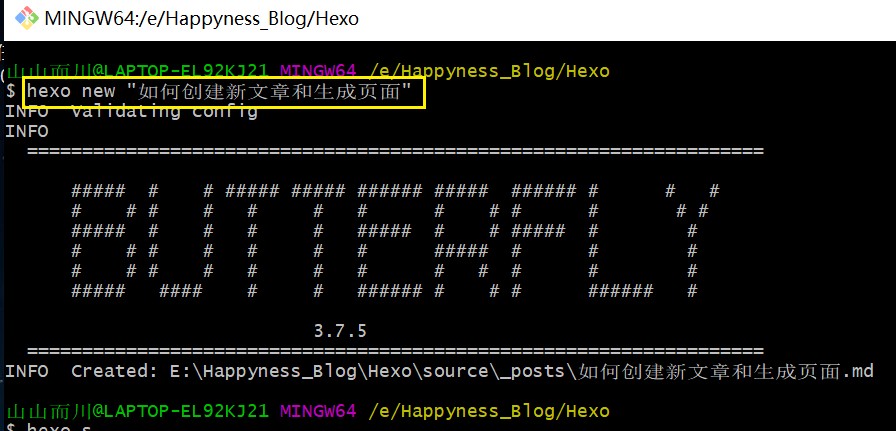 MINGW64:/e/Happyness_Blog/Hexo
山山而川@LAPTOP-EL92KJ21 MINGW64 /e/Happyness_Blog/Hexo
$ hexo new "如何创建新文章和生成页面"
INFO  Validating config
INFO
===================================================================
BUTTERFLY
3.7.5
===================================================================
INFO  Created: E:\Happyness_Blog\Hexo\source\_posts\如何创建新文章和生成页面.md
山山而川@LAPTOP-EL92KJ21 MINGW64 /e/Happyness_Blog/Hexo
$ hexo s